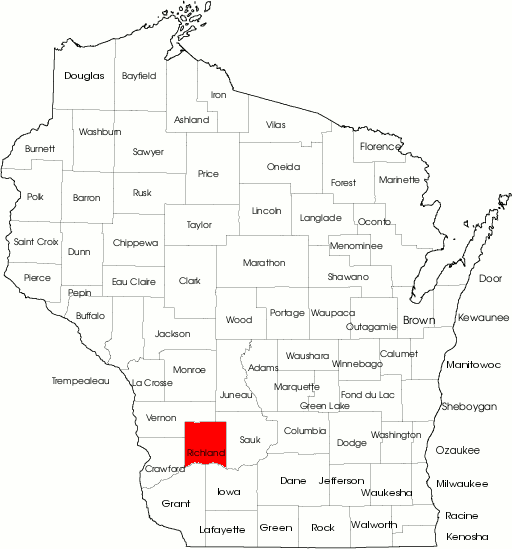 Douglas
Bayfield
Iron
Ashland
Vilas
Washburn
Burnett
Sawyer
Florence
Price
Oneida
Forest
Marinette
Polk
Barron
Rusk
Lincoln
Langlade
Oconto
Taylor
Saint Croix
Dunn
Chippewa
Menominee
Marathon
Shawano
Pierce
Pepin
Eau Claire
Clark
Door
Buffalo
Wood
Portage
Waupaca
Outagamie
Brown
Kewaunee
Jackson
Waushara
Winnebago
Calumet
Manitowoc
Trempealeau
La Crosse
Monroe
Adams
Marquette
Green Lake
Fond du Lac
Juneau
Sheboygan
Vernon
Richland
Sauk
Columbia
Dodge
Washington
Ozaukee
Crawford
Iowa
Dane
Jefferson
Waukesha
Milwaukee
Grant
Lafayette
Green
Rock
Walworth
Racine
Kenosha